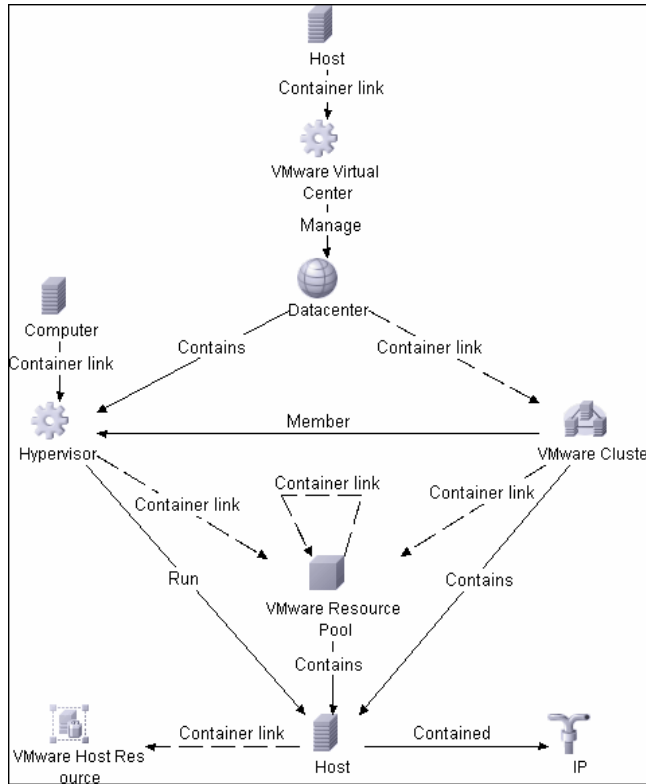 Host
Container link
VMware Virtual
Center
Manage
Datacenter
Computer
Contains
Container link
Container link
Member
Hypervisor
VMware Cluste
Container link
Container link
Container link
Run
Contains
VMware Resource
Pool
Contains
Container link
Contained
VMware Host Res
ource
Host
IP